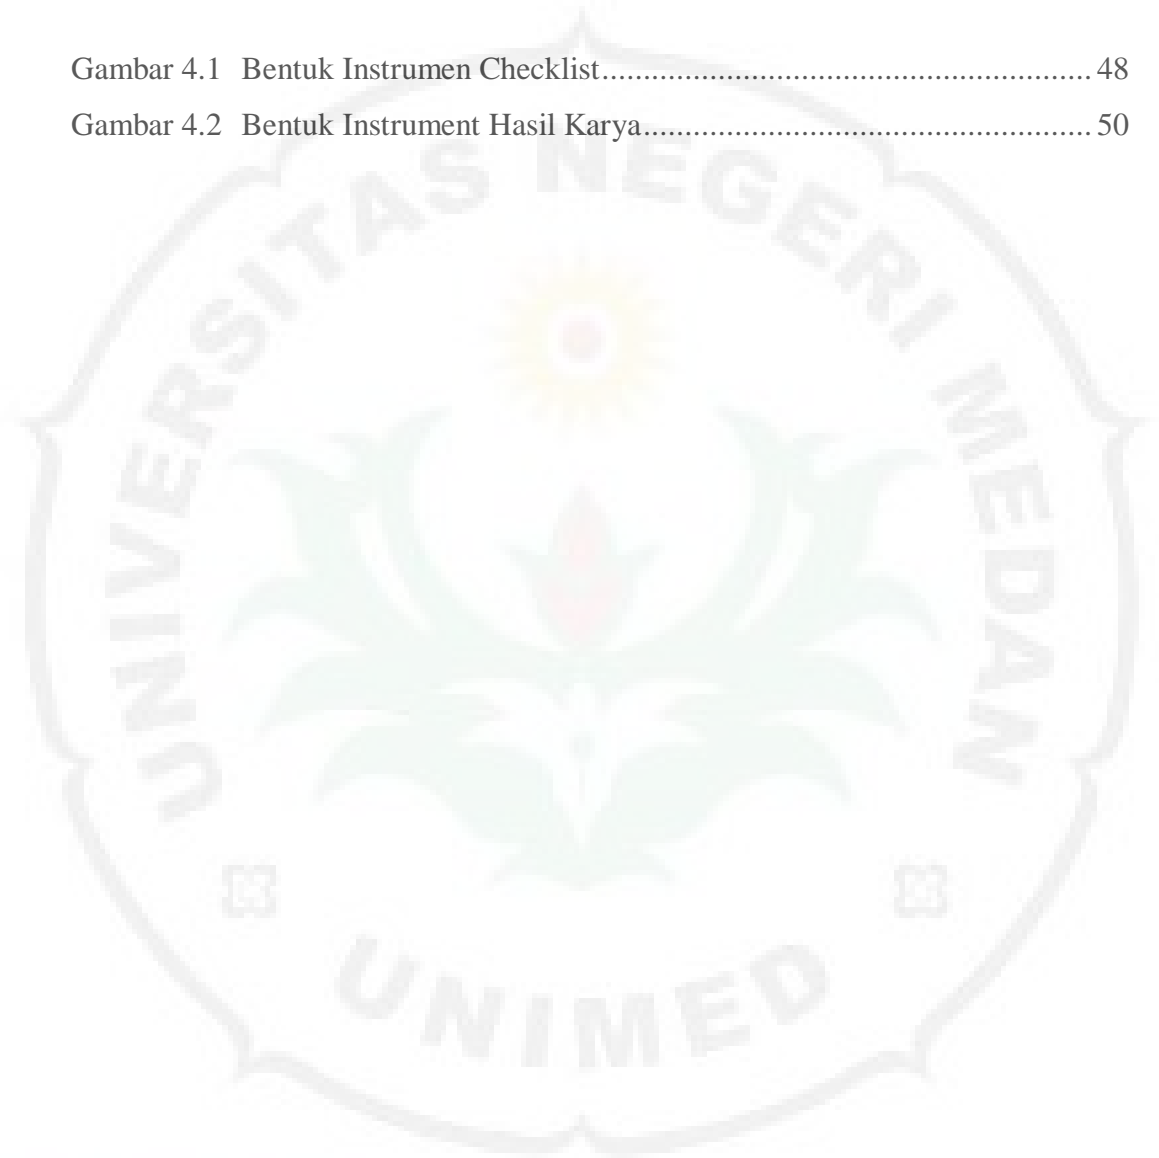 Gambar 4.1 Bentuk Instrumen Checklist............................................................ 48
Gambar 4.2 Bentuk Instrument Hasil Karya....................................................... 50
UNIVERSITAS NEGERI MEDAN
UNIMED